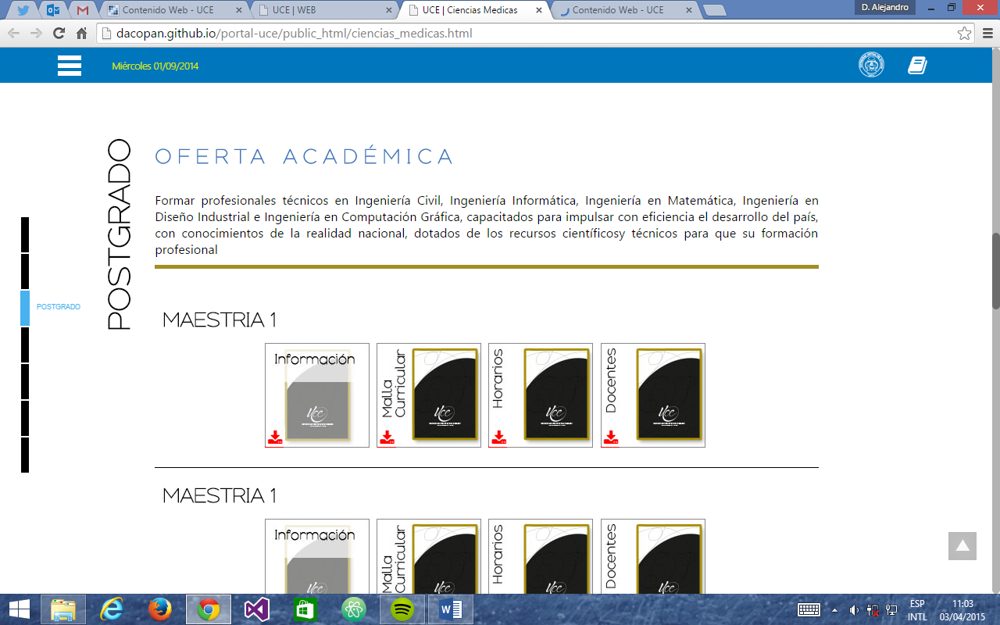 Contenido Web - UCE
UCE | WEB
UCE | Ciencias Medicas
Contenido Web - UCE
D. Alejandro
dacopan.github.io/portal-uce/public_html/ciencias_medicas.html
Miércoles 01/09/2014
POSTGRADO
OFERTA ACADÉMICA
Formar profesionales técnicos en Ingeniería Civil, Ingeniería Informática, Ingeniería en Matemática, Ingeniería en
Diseño Industrial e Ingeniería en Computación Gráfica, capacitados para impulsar con eficiencia el desarrollo del país,
con conocimientos de la realidad nacional, dotados de los recursos científicosy técnicos para que su formación
profesional
POSTGRADO
MAESTRIA 1
Información
Malla
Curricular
Horarios
Docentes
MAESTRIA 1
Información
Malla
Curricular
Horarios
Docentes
ESP
INTL
11:03
03/04/2015